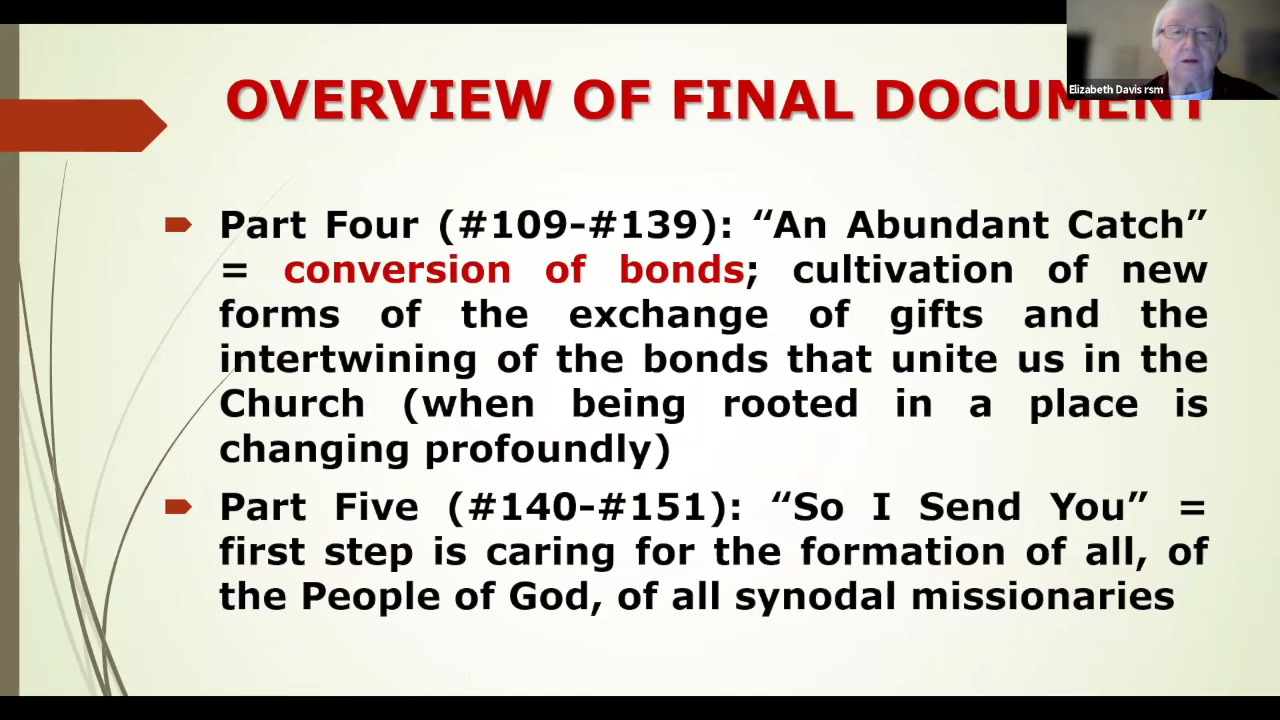 OVERVIEW OF FINAL DOCUMENT
Elizabeth Davis rsm
Part Four (#109-#139): “An Abundant Catch”
= conversion of bonds; cultivation of new
forms of the exchange of gifts and the
intertwining of the bonds that unite us in the
Church (when being rooted in a place is
changing profoundly)
Part Five (#140-#151): “So I Send You” =
first step is caring for the formation of all, of
the People of God, of all synodal missionaries